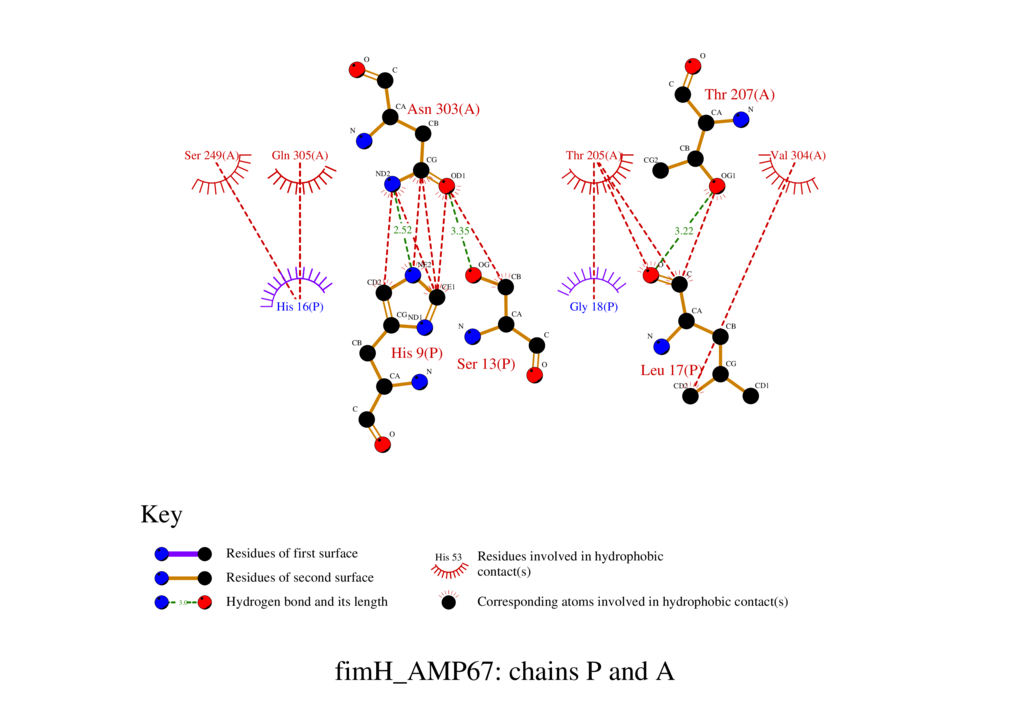 O
C
CA
Asn 303(A)
N
CB
CG
ND2
OD1
O
C
Thr 207(A)
CA
N
CB
CG2
OG1
Ser 249(A)
Gln 305(A)
Thr 205(A)
Val 304(A)
2.52
3.35
3.22
NE2
CD2
CE1
CG
ND1
His 16(P)
OG
CB
CA
N
C
O
Gly 18(P)
C
CA
N
CB
CG
CD2
CD1
CB
His 9(P)
Ser 13(P)
Leu 17(P)
CA
N
C
O
Key
Residues of first surface
Residues of second surface
3.0
Hydrogen bond and its length
His 53
Residues involved in hydrophobic
contact(s)
Corresponding atoms involved in hydrophobic contact(s)
fimH_AMP67: chains P and A